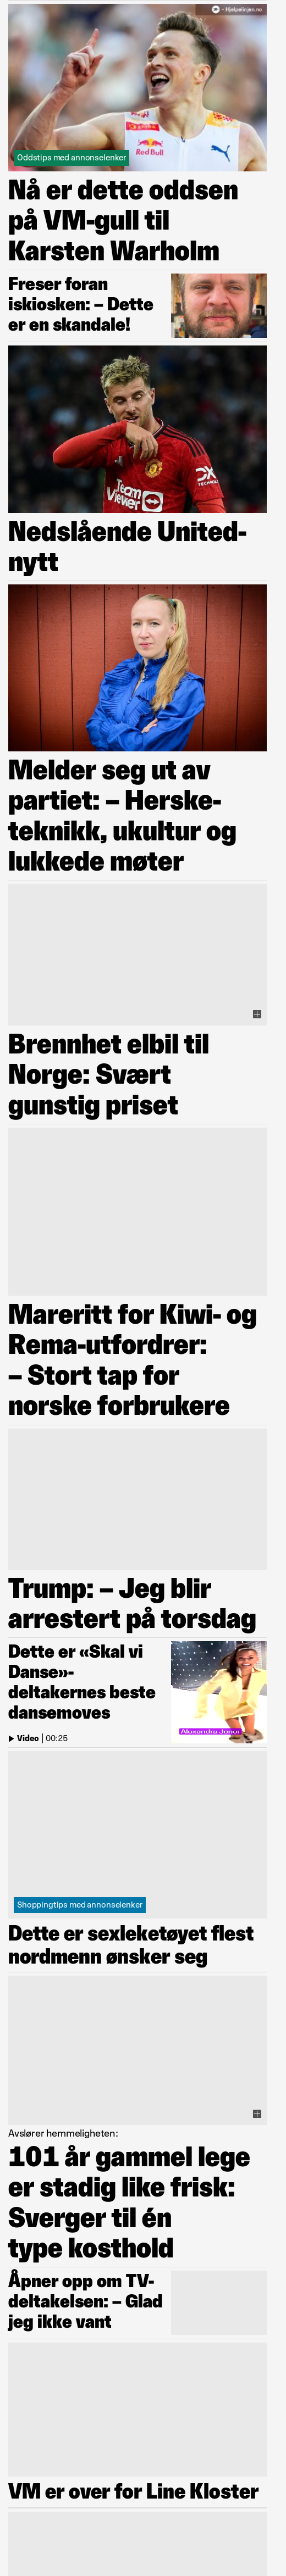 - Hjelpelinjen.no
Red Bull
Oddstips med annonselenker
Nå er dette oddsen
på VM-gull til
Karsten Warholm
Freser foran
iskiosken: – Dette
er en skandale!
Team
Viewer
DX
TECHNOLO
Nedslående United-
nytt
Melder seg ut av
partiet: – Herske-
teknikk, ukultur og
lukkede møter
Brennhet elbil til
Norge: Svært
gunstig priset
Mareritt for Kiwi- og
Rema-utfordrer:
– Stort tap for
norske forbrukere
Trump: – Jeg blir
arrestert på torsdag
Dette er «Skal vi
Danse»-
deltakernes beste
dansemoves
Video | 00:25
Alexandra Joner
Shoppingtips med annonselenker
Dette er sexleketøyet flest
nordmenn ønsker seg
Avslører hemmeligheten:
101 år gammel lege
er stadig like frisk:
Sverger til én
type kosthold
Åpner opp om TV-
deltakelsen: – Glad
jeg ikke vant
VM er over for Line Kloster